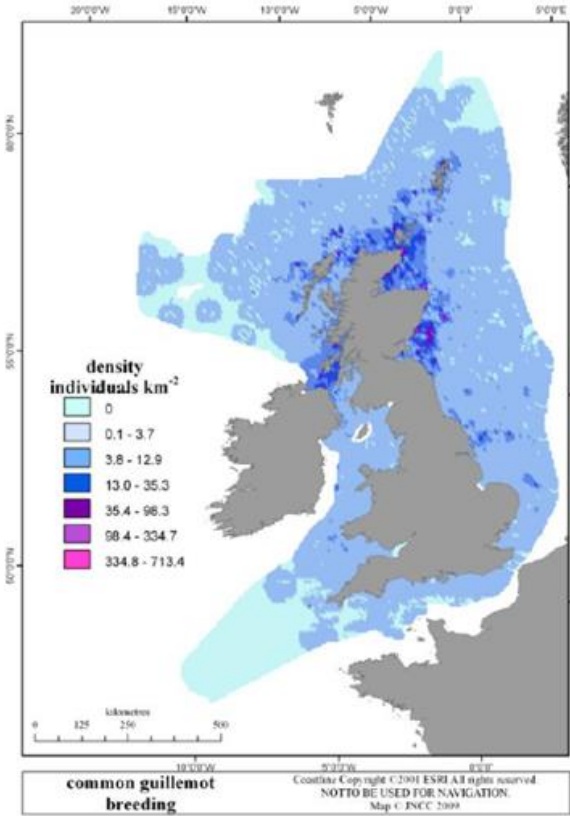 20°0'0"W 15°0'0"W 10°0'0"W 5°0'0"W 0°0'0" 5°0'0"E
60°0'0"N
55°0'0"N
50°0'0"N
density
individuals km⁻²
0
0.1 - 3.7
3.8 - 12.9
13.0 - 35.3
35.4 - 98.3
98.4 - 334.7
334.8 - 713.4
kilometres
0 125 250 500
10°0'0"W 5°0'0"W 0°0'0"
common guillemot
breeding
Coastline Copyright ©2001 ESRI All rights reserved
NOT TO BE USED FOR NAVIGATION.
Map © JNCC 2009